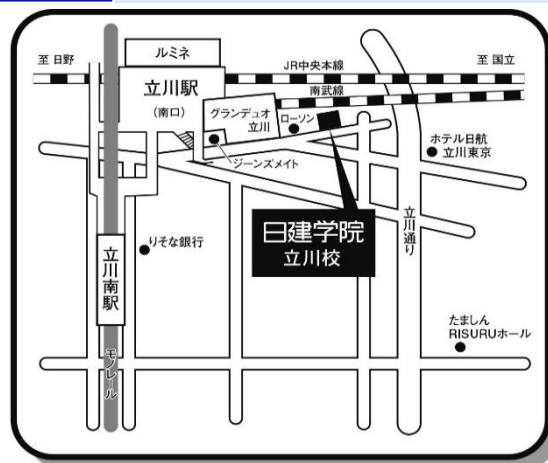 ルミネ
至 日野
JR中央本線
至 国立
立川駅
(南口)
南武線
グランデュオ
立川
ローソン
ホテル日航
立川東京
ジーンズメイト
日建学院
立川校
立川通り
りそな銀行
立川南駅
たましん
RISURUホール
モノレール